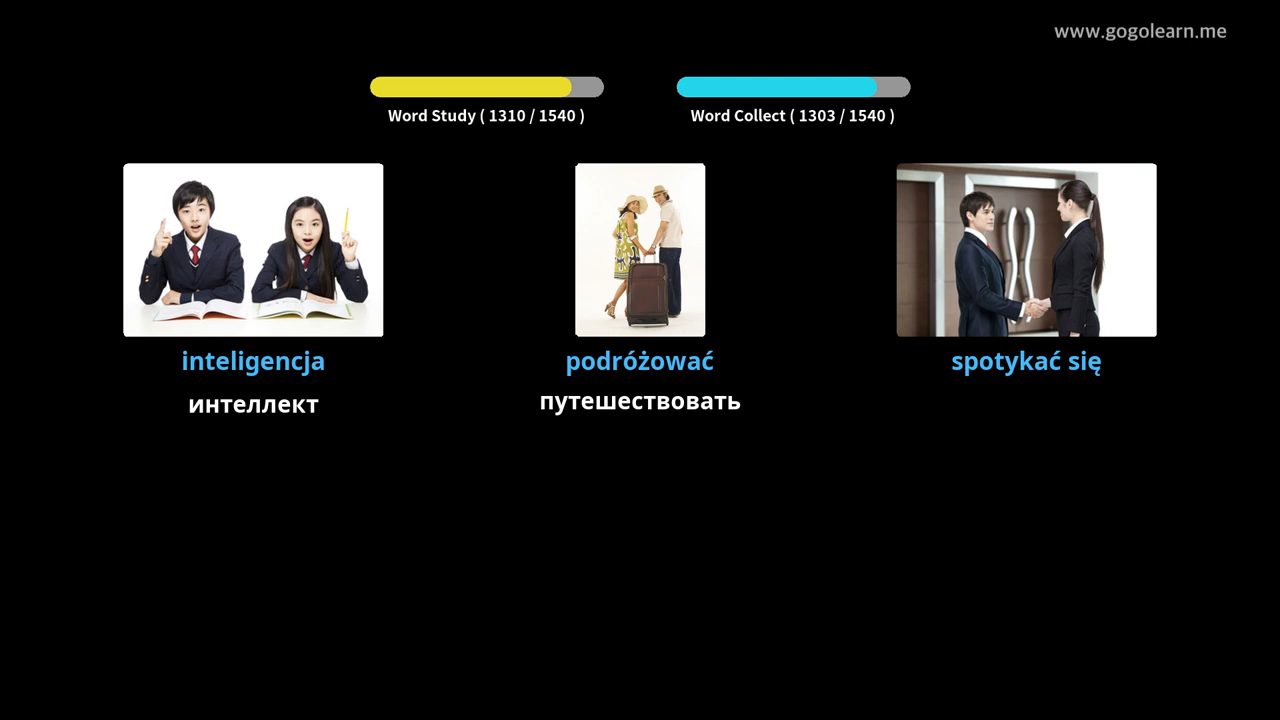 www.gogolearn.me
Word Study ( 1310 / 1540 )
Word Collect ( 1303 / 1540 )
inteligencja
podróżować
spotykać się
интеллект
путешествовать